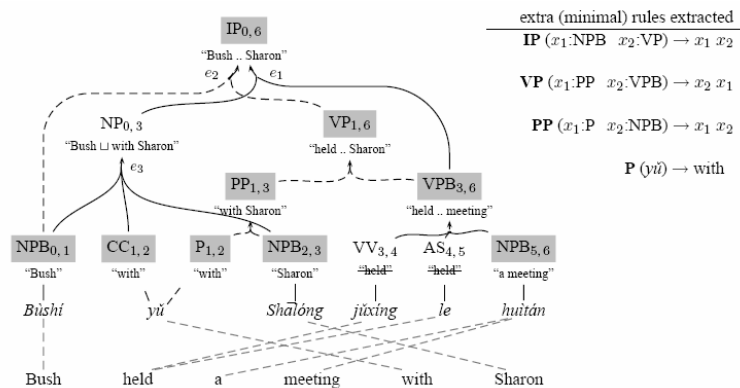 extra (minimal) rules extracted
IP (x1:NPB x2:VP) → x1 x2
VP (x1:PP x2:VPB) → x2 x1
PP (x1:P x2:NPB) → x1 x2
P (yǔ) → with
IP0, 6
"Bush .. Sharon"
e2 e1
NP0, 3 VP1, 6
"Bush ⊔ with Sharon" "held .. Sharon"
e3
PP1, 3 VPB3, 6
"with Sharon" "held .. meeting"
NPB0, 1 CC1, 2 P1, 2 NPB2, 3 VV3, 4 AS4, 5 NPB5, 6
"Bush" "with" "with" "Sharon" "held" "held" "a meeting"
Bùshí yǔ Shālóng jǔxíng le huìtán
Bush held a meeting with Sharon